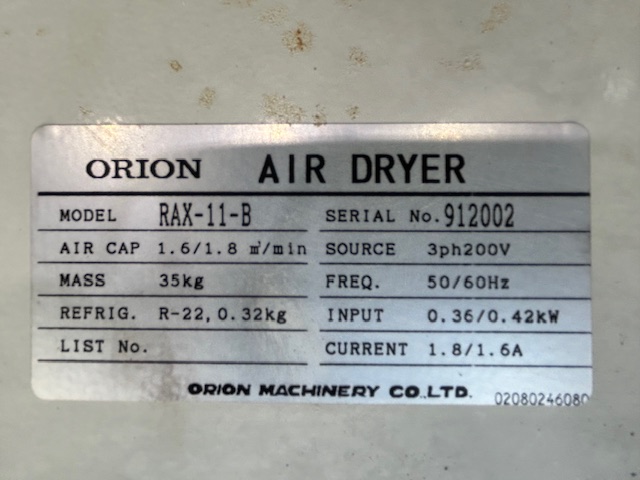 ORION AIR DRYER
MODEL RAX-11-B SERIAL No. 912002
AIR CAP 1.6/1.8 ㎥/min SOURCE 3ph200V
MASS 35kg FREQ. 50/60Hz
REFRIG. R-22, 0.32kg INPUT 0.36/0.42kW
LIST No. CURRENT 1.8/1.6A
ORION MACHINERY CO.,LTD. 02080246080